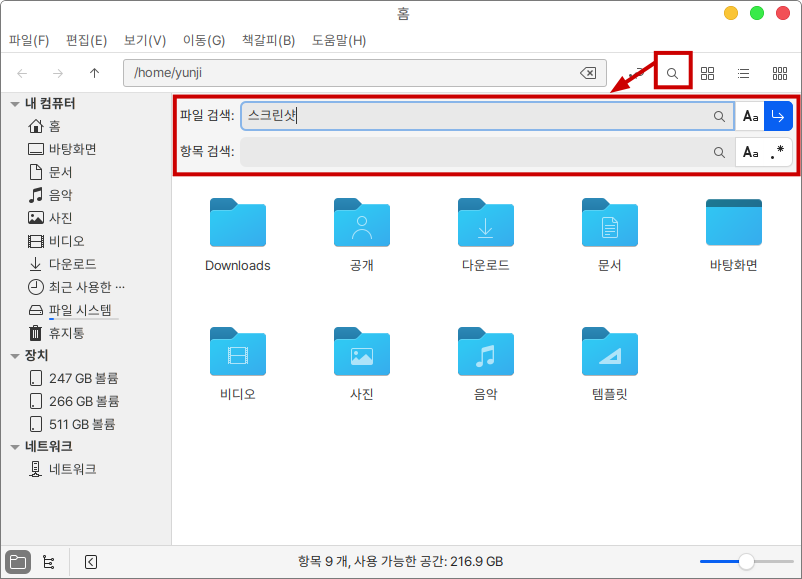 홈
파일(F) 편집(E) 보기(V) 이동(G) 책갈피(B) 도움말(H)
/home/yunji
내 컴퓨터
홈
바탕화면
문서
음악
사진
비디오
다운로드
최근 사용한 …
파일 시스템
휴지통
장치
247 GB 볼륨
266 GB 볼륨
511 GB 볼륨
네트워크
네트워크
파일 검색: 스크린샷 Aa
항목 검색: Aa .*
Downloads 공개 다운로드 문서 바탕화면
비디오 사진 음악 템플릿
항목 9 개, 사용 가능한 공간: 216.9 GB